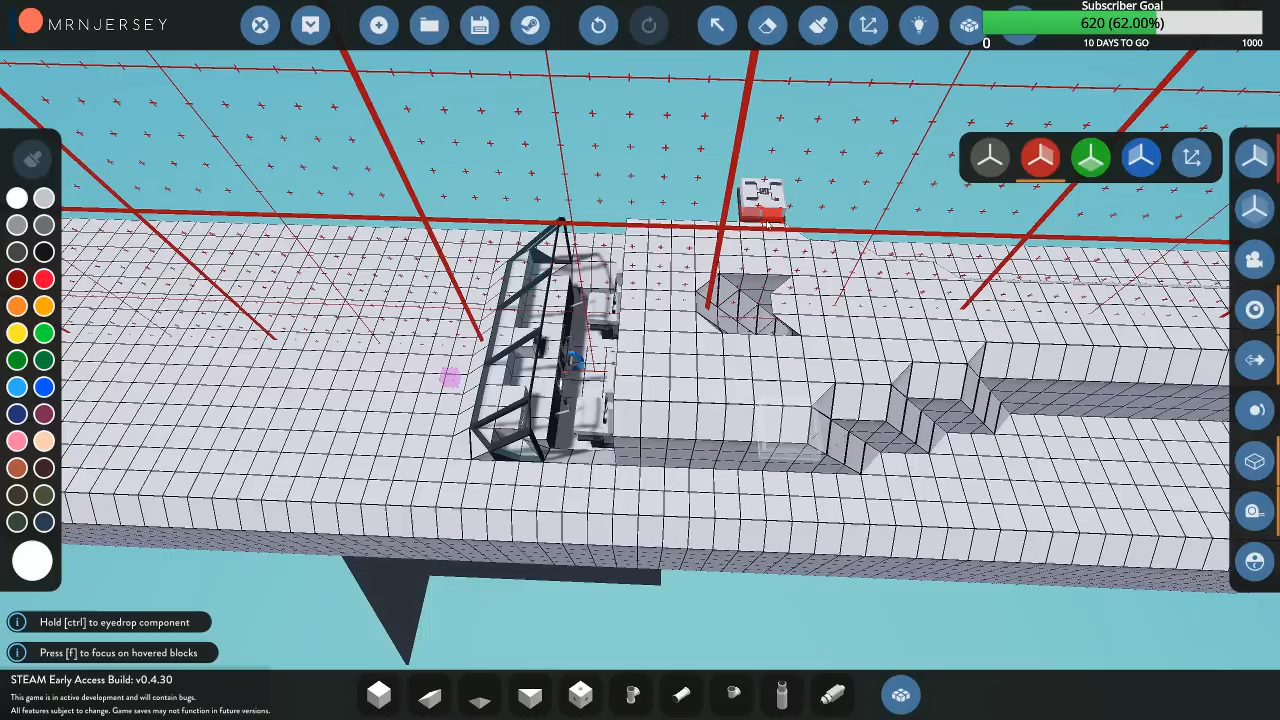 MRNJERSEY
Subscriber Goal
620 (62.00%)
0
10 DAYS TO GO
1000
Hold [ctrl] to eyedrop component
Press [f] to focus on hovered blocks
STEAM Early Access Build: v0.4.30
This game is in active development and will contain bugs.
All features subject to change. Game saves may not function in future versions.